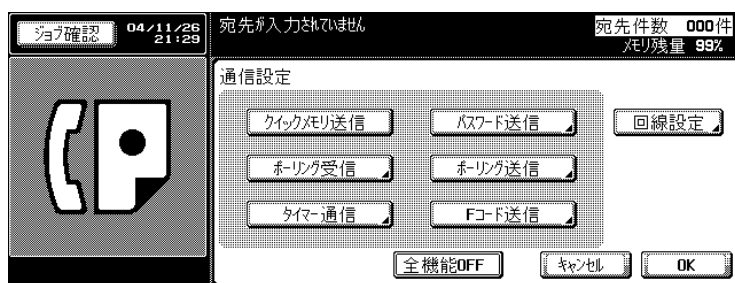 ジョブ確認 04/11/26 21:29
宛先が入力されていません
宛先件数 000件
メモリ残量 99%
通信設定
クイックメモリ送信 パスワード送信 回線設定
ポーリング受信 ポーリング送信
タイマー通信 Fコード送信
全機能OFF キャンセル OK